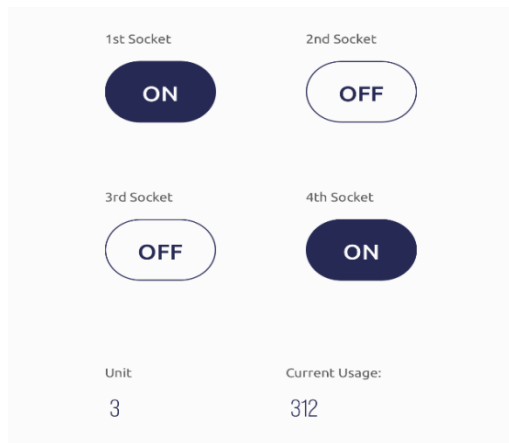 1st Socket
2nd Socket
ON
OFF
3rd Socket
4th Socket
OFF
ON
Unit
Current Usage:
3
312